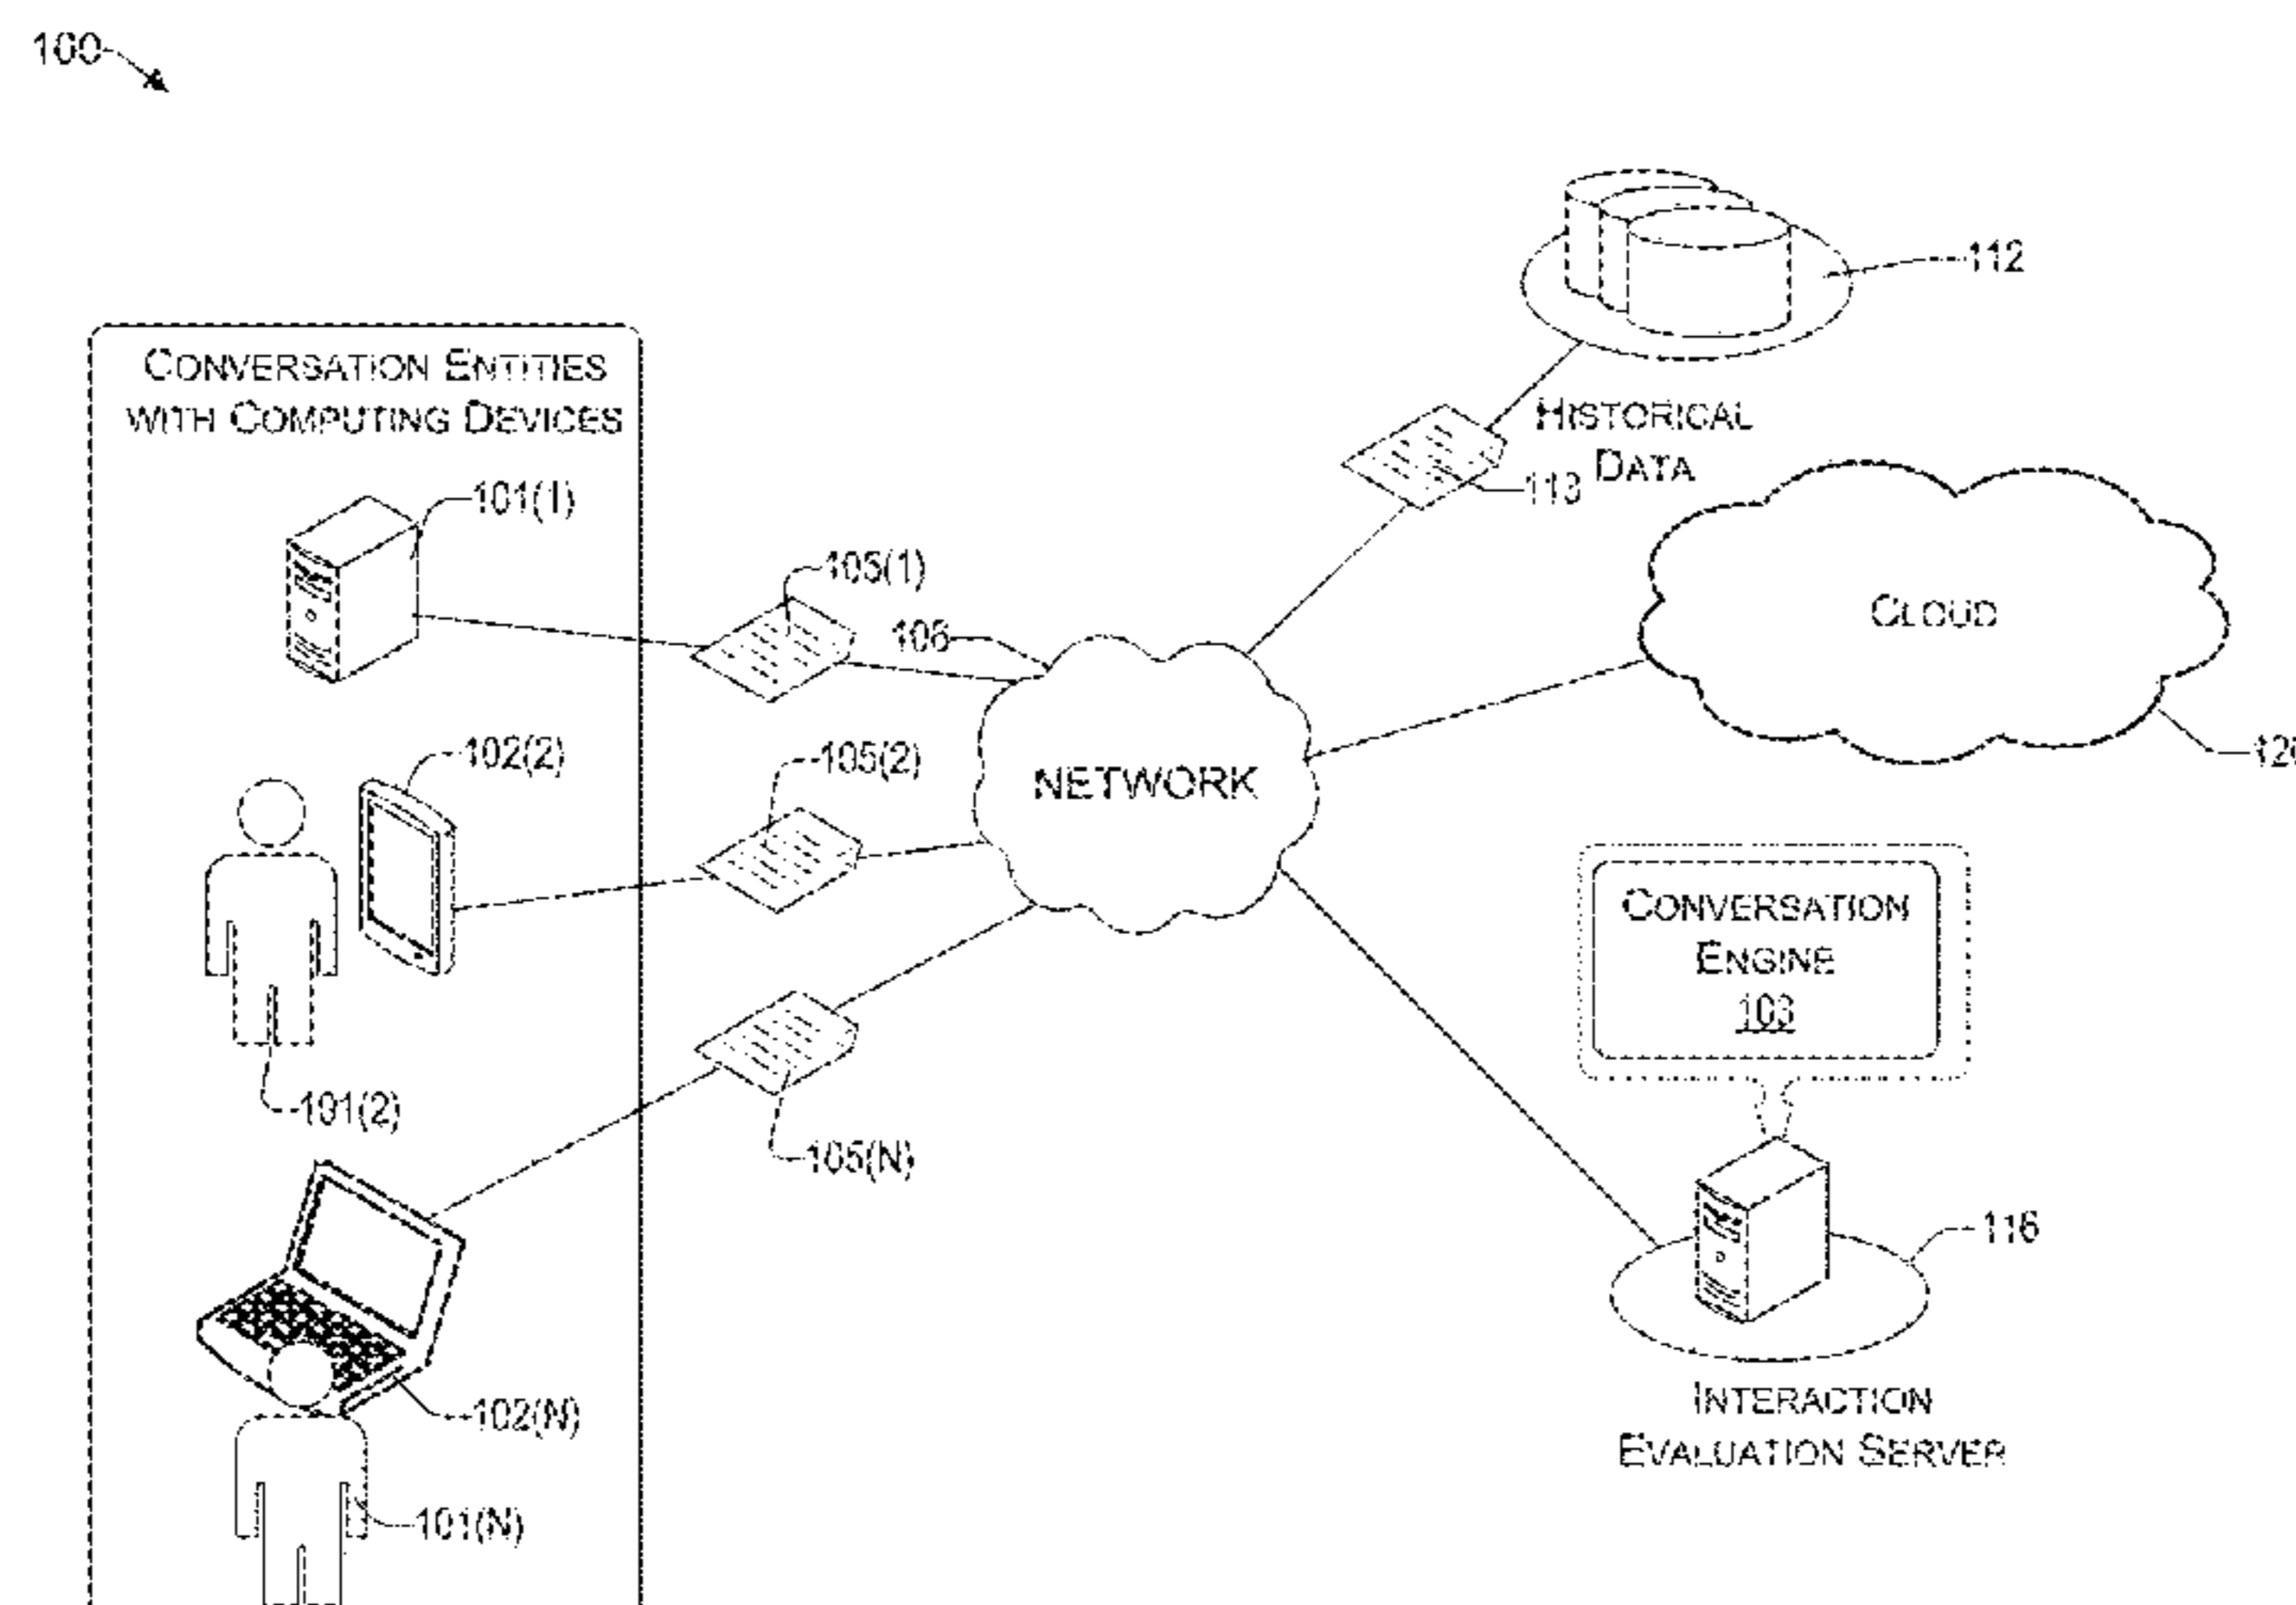 100
112
CONVERSATION ENTITIES
WITH COMPUTING DEVICES
HISTORICAL
DATA
113
101(1)
105(1)
106
CLOUD
102(2)
105(2)
NETWORK
CONVERSATION
ENGINE
103
101(2)
105(N)
116
102(N)
INTERACTION
EVALUATION SERVER
101(N)